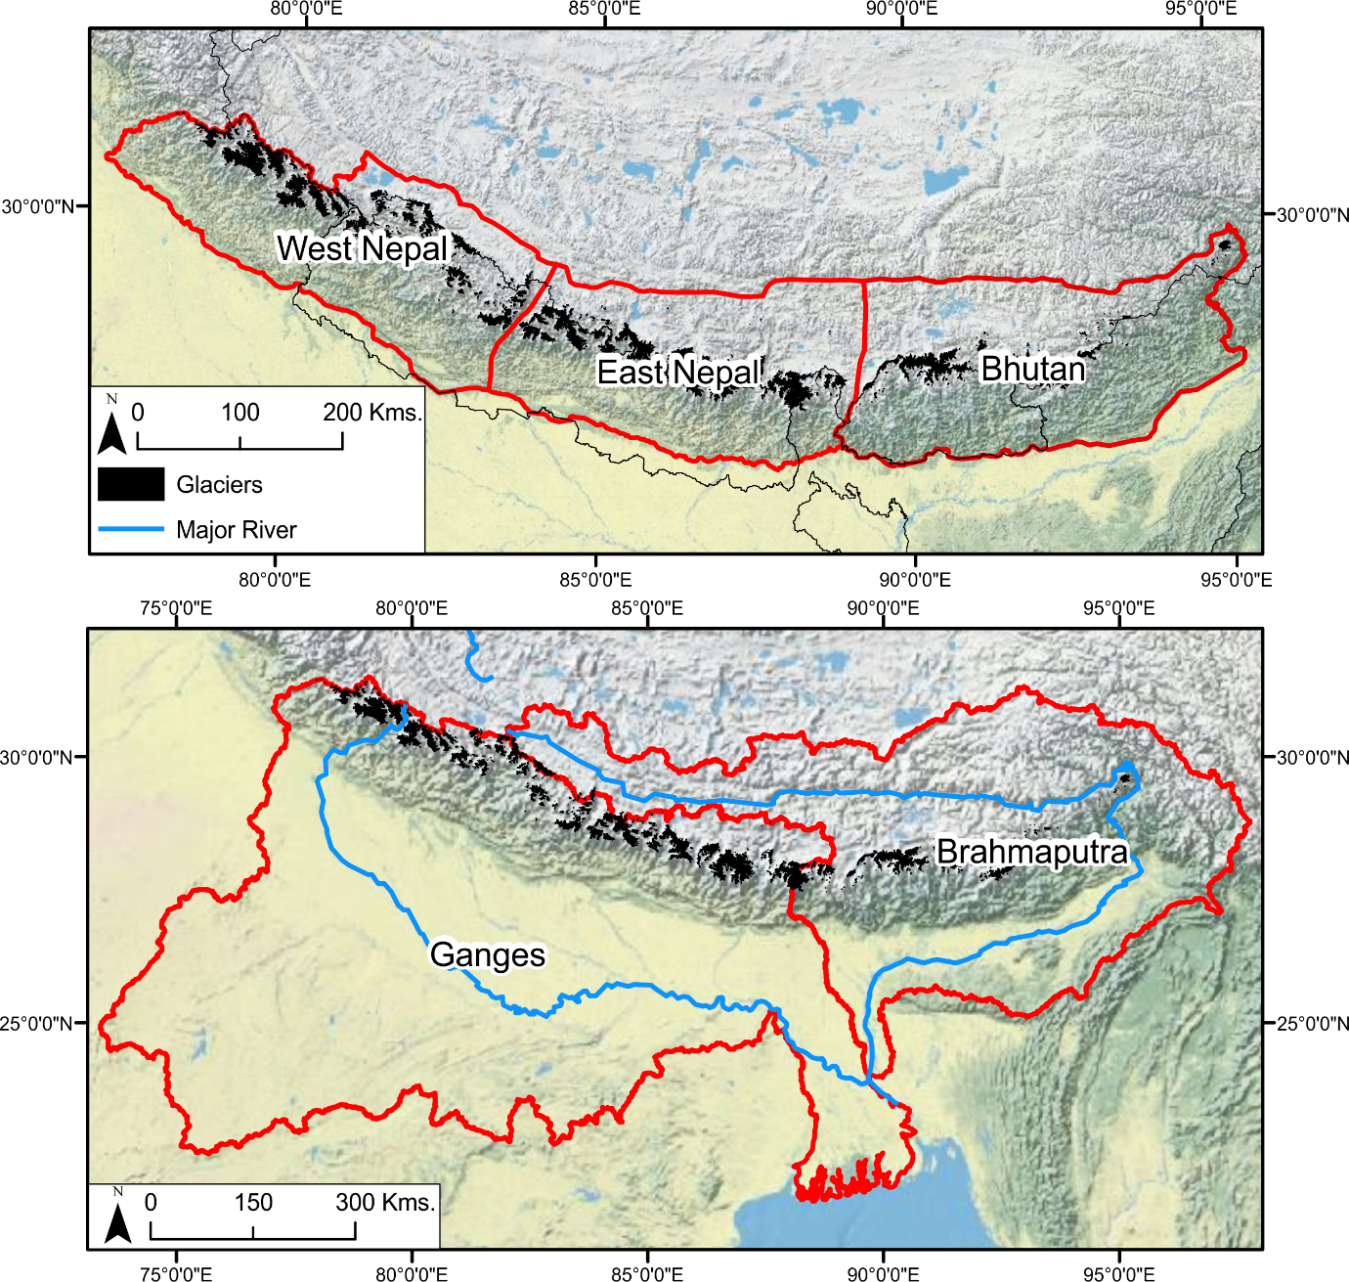 80°0'0"E 85°0'0"E 90°0'0"E 95°0'0"E
30°0'0"N 30°0'0"N
West Nepal
East Nepal
Bhutan
N
0 100 200 Kms.
Glaciers
Major River
80°0'0"E 85°0'0"E 90°0'0"E 95°0'0"E
75°0'0"E 80°0'0"E 85°0'0"E 90°0'0"E 95°0'0"E
30°0'0"N 30°0'0"N
Brahmaputra
Ganges
25°0'0"N 25°0'0"N
N
0 150 300 Kms.
75°0'0"E 80°0'0"E 85°0'0"E 90°0'0"E 95°0'0"E